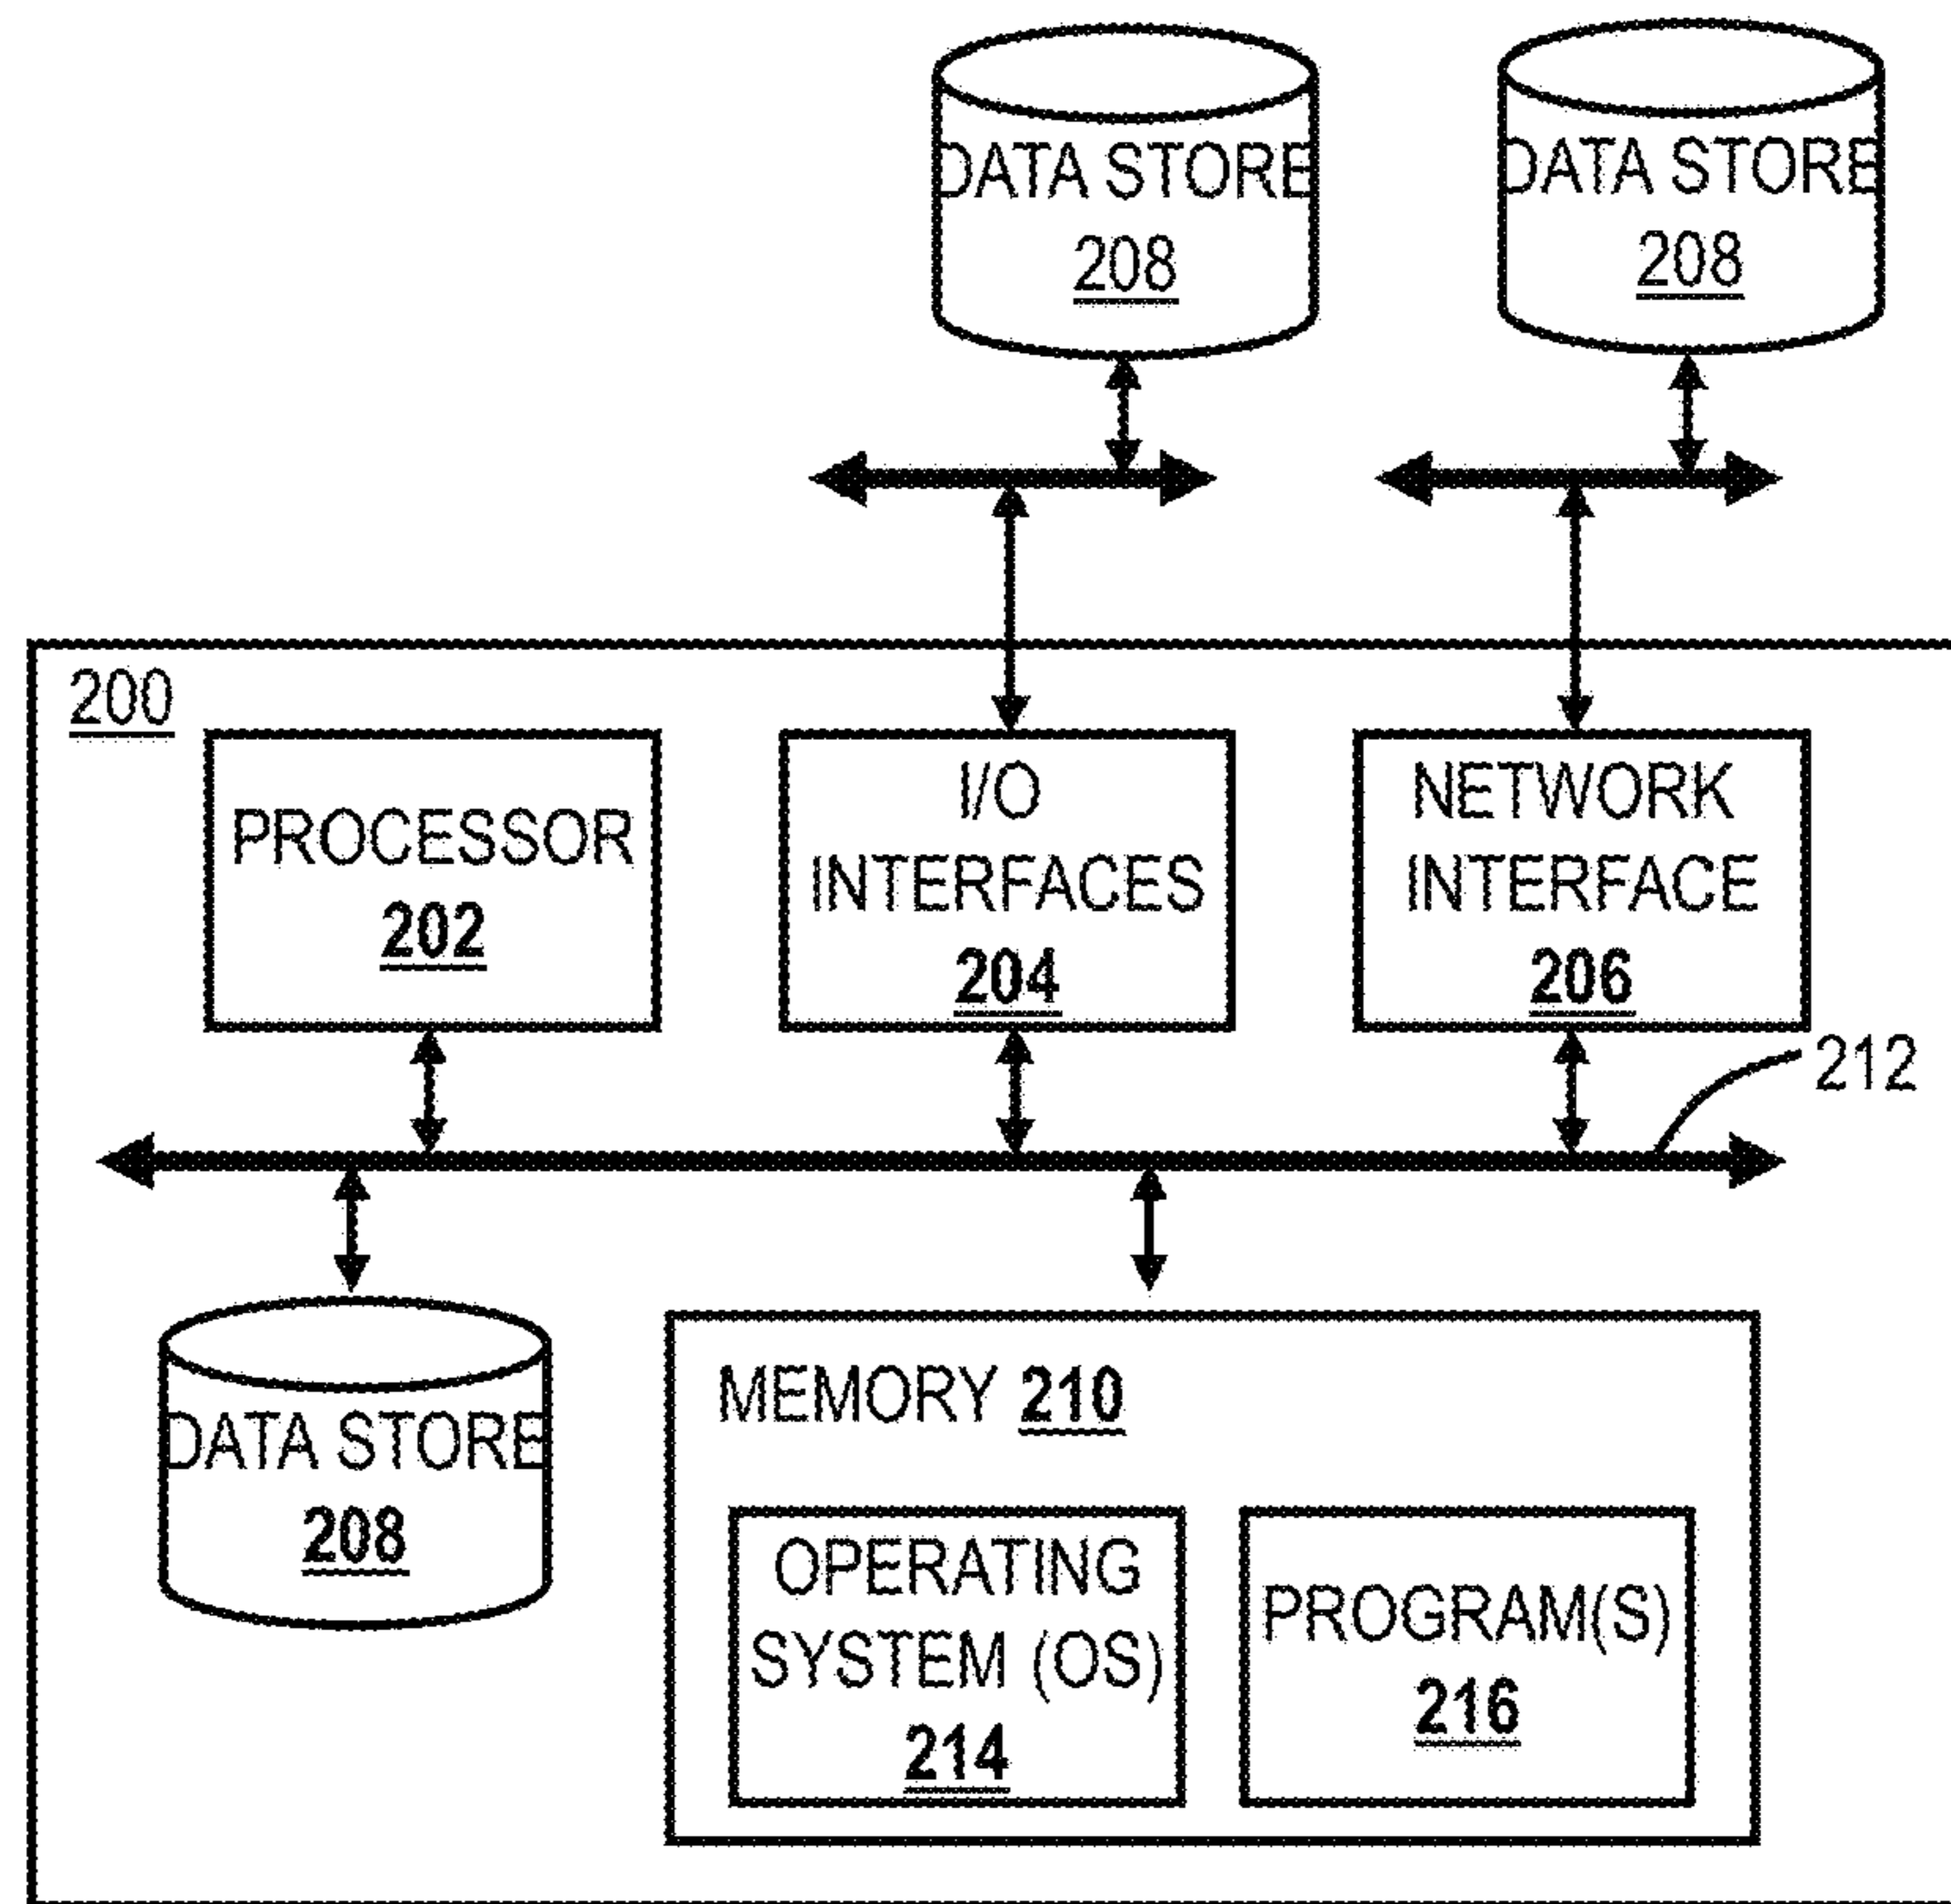 DATA STORE
208
DATA STORE
208
200
PROCESSOR
202
I/O
INTERFACES
204
NETWORK
INTERFACE
206
212
DATA STORE
208
MEMORY 210
OPERATING
SYSTEM (OS)
214
PROGRAM(S)
216